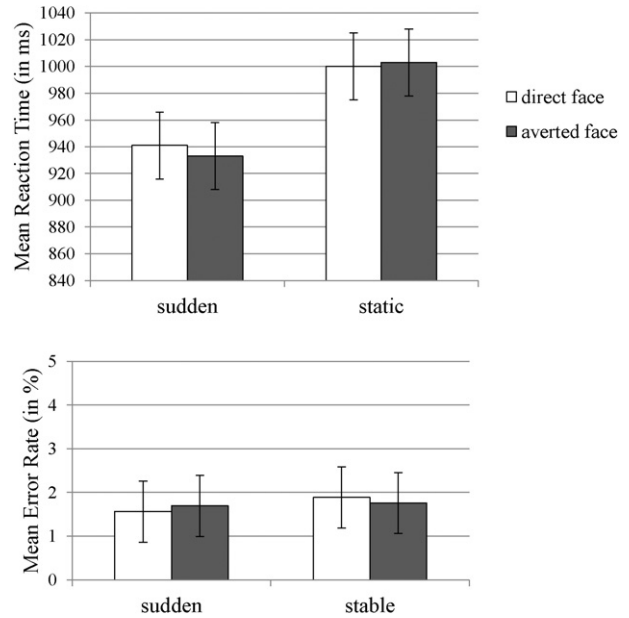 Mean Reaction Time (in ms)
1040
1020
1000
980
960
940
920
900
880
860
840
sudden
static
direct face
averted face
Mean Error Rate (in %)
5
4
3
2
1
0
sudden
stable